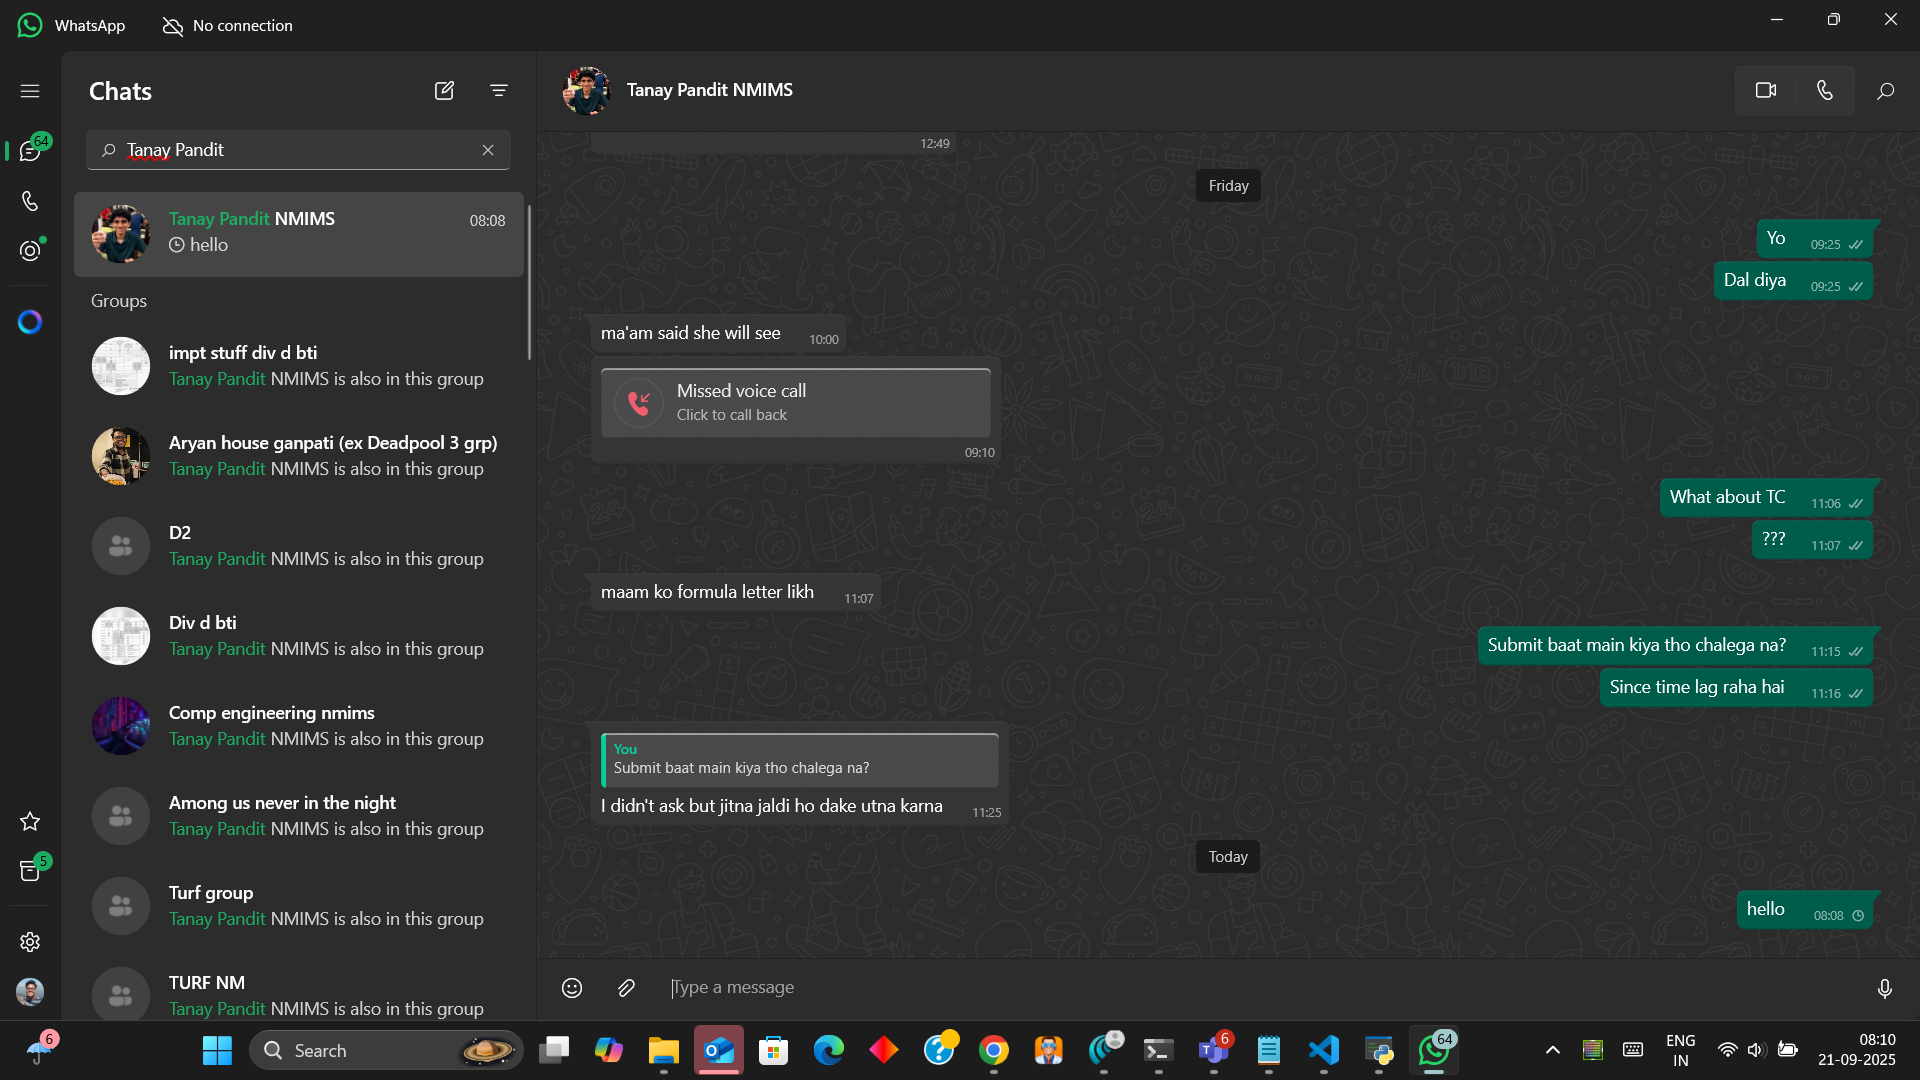 WhatsApp
No connection
Chats
64
Tanay Pandit
Tanay Pandit NMIMS
08:08
hello
Groups
impt stuff div d bti
Tanay Pandit NMIMS is also in this group
Aryan house ganpati (ex Deadpool 3 grp)
Tanay Pandit NMIMS is also in this group
D2
Tanay Pandit NMIMS is also in this group
Div d bti
Tanay Pandit NMIMS is also in this group
Comp engineering nmims
Tanay Pandit NMIMS is also in this group
Among us never in the night
Tanay Pandit NMIMS is also in this group
Turf group
Tanay Pandit NMIMS is also in this group
TURF NM
Tanay Pandit NMIMS is also in this group
5
Tanay Pandit NMIMS
12:49
Friday
Yo 09:25
Dal diya 09:25
ma'am said she will see 10:00
Missed voice call
Click to call back
09:10
What about TC 11:06
??? 11:07
maam ko formula letter likh 11:07
Submit baat main kiya tho chalega na? 11:15
Since time lag raha hai 11:16
You
Submit baat main kiya tho chalega na?
I didn't ask but jitna jaldi ho dake utna karna 11:25
Today
hello 08:08
Type a message
6
Search
6
64
ENG
IN
08:10
21-09-2025